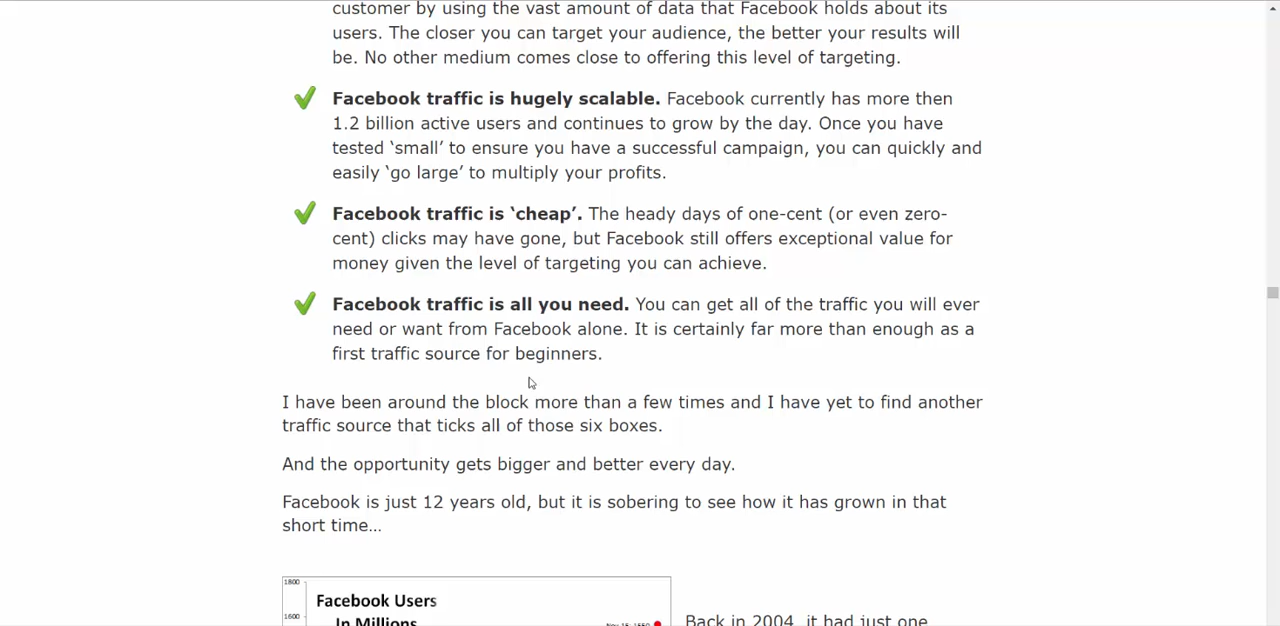 customer by using the vast amount of data that Facebook holds about its
users. The closer you can target your audience, the better your results will
be. No other medium comes close to offering this level of targeting.
Facebook traffic is hugely scalable. Facebook currently has more then
1.2 billion active users and continues to grow by the day. Once you have
tested ‘small’ to ensure you have a successful campaign, you can quickly and
easily ‘go large’ to multiply your profits.
Facebook traffic is ‘cheap’. The heady days of one-cent (or even zero-
cent) clicks may have gone, but Facebook still offers exceptional value for
money given the level of targeting you can achieve.
Facebook traffic is all you need. You can get all of the traffic you will ever
need or want from Facebook alone. It is certainly far more than enough as a
first traffic source for beginners.
I have been around the block more than a few times and I have yet to find another
traffic source that ticks all of those six boxes.
And the opportunity gets bigger and better every day.
Facebook is just 12 years old, but it is sobering to see how it has grown in that
short time…
1800
Facebook Users
1600
In Millions
Back in 2004, it had just one